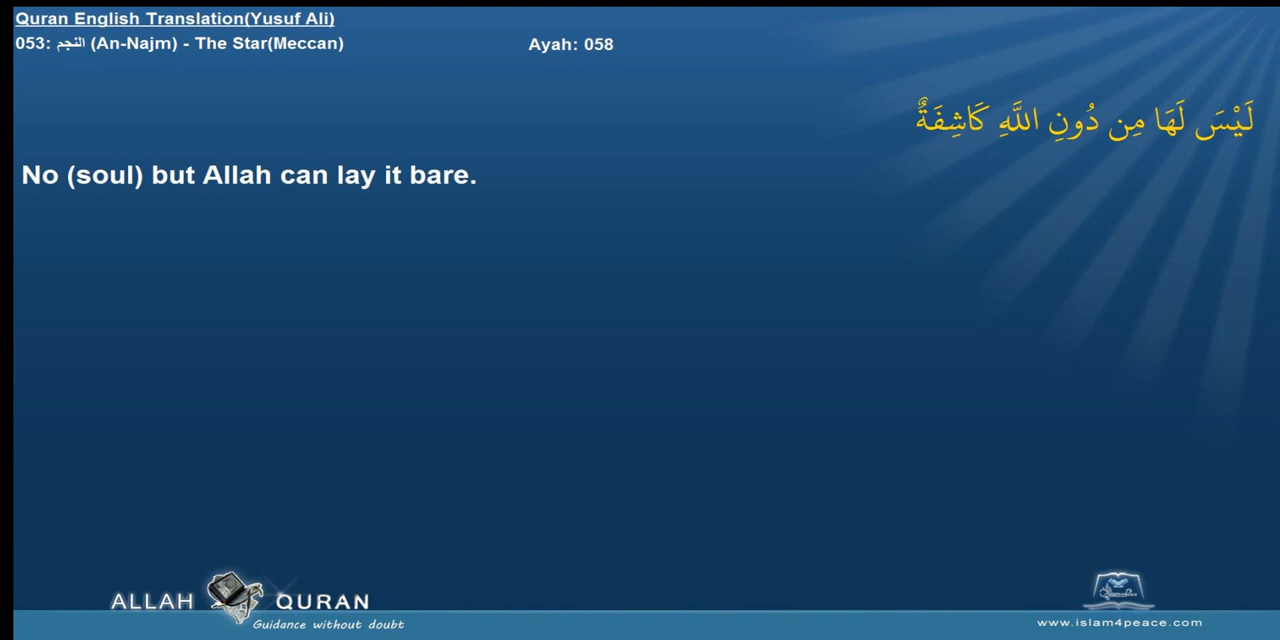 Quran English Translation(Yusuf Ali)
053: النجم (An-Najm) - The Star(Meccan) Ayah: 058
لَيْسَ لَهَا مِن دُونِ اللَّهِ كَاشِفَةٌ
No (soul) but Allah can lay it bare.
ALLAH QURAN
Guidance without doubt
www.islam4peace.com